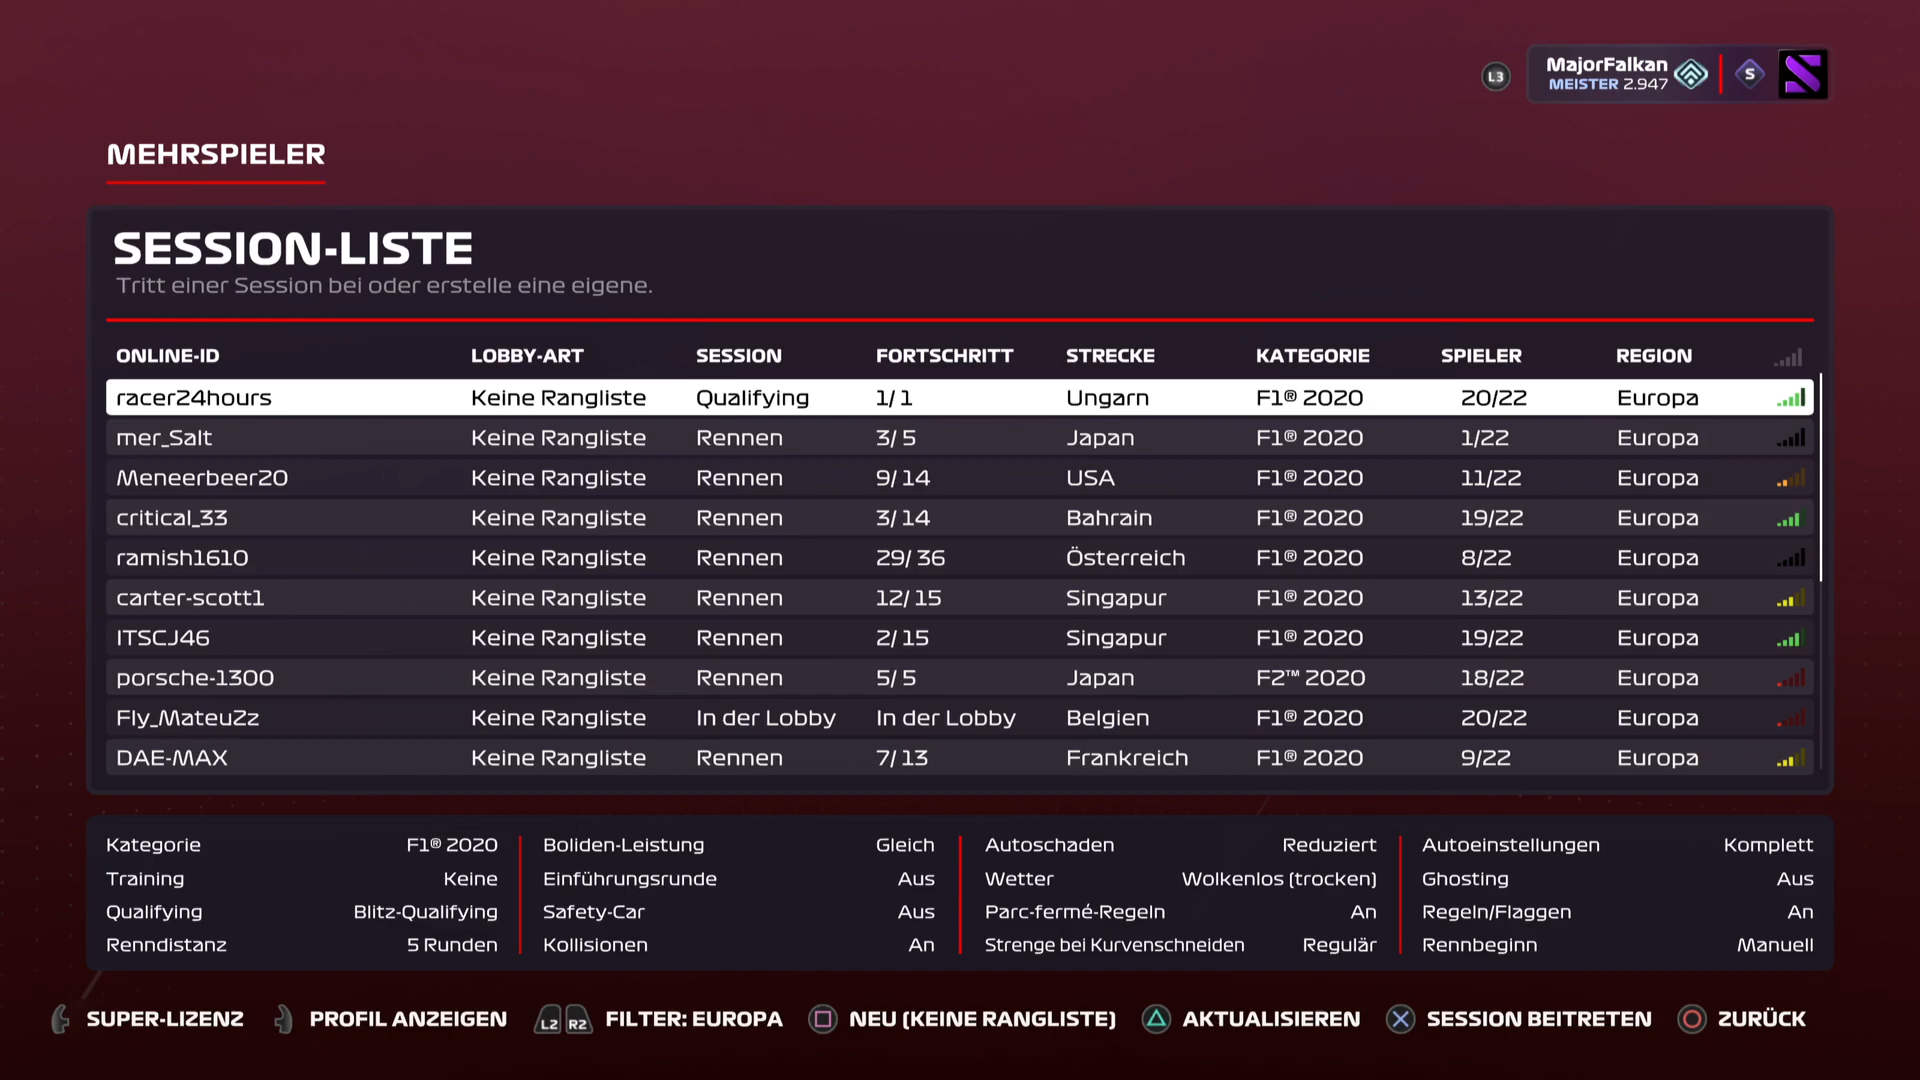 L3
MajorFalkan
MEISTER 2.947
S
MEHRSPIELER
SESSION-LISTE
Tritt einer Session bei oder erstelle eine eigene.
ONLINE-ID LOBBY-ART SESSION FORTSCHRITT STRECKE KATEGORIE SPIELER REGION
racer24hours Keine Rangliste Qualifying 1/ 1 Ungarn F1® 2020 20/22 Europa
mer_Salt Keine Rangliste Rennen 3/ 5 Japan F1® 2020 1/22 Europa
Meneerbeer20 Keine Rangliste Rennen 9/ 14 USA F1® 2020 11/22 Europa
critical_33 Keine Rangliste Rennen 3/ 14 Bahrain F1® 2020 19/22 Europa
ramish1610 Keine Rangliste Rennen 29/ 36 Österreich F1® 2020 8/22 Europa
carter-scott1 Keine Rangliste Rennen 12/ 15 Singapur F1® 2020 13/22 Europa
ITSCJ46 Keine Rangliste Rennen 2/ 15 Singapur F1® 2020 19/22 Europa
porsche-1300 Keine Rangliste Rennen 5/ 5 Japan F2™ 2020 18/22 Europa
Fly_MateuZz Keine Rangliste In der Lobby In der Lobby Belgien F1® 2020 20/22 Europa
DAE-MAX Keine Rangliste Rennen 7/ 13 Frankreich F1® 2020 9/22 Europa
Kategorie F1® 2020 Boliden-Leistung Gleich Autoschaden Reduziert Autoeinstellungen Komplett
Training Keine Einführungsrunde Aus Wetter Wolkenlos (trocken) Ghosting Aus
Qualifying Blitz-Qualifying Safety-Car Aus Parc-fermé-Regeln An Regeln/Flaggen An
Renndistanz 5 Runden Kollisionen An Strenge bei Kurvenschneiden Regulär Rennbeginn Manuell
SUPER-LIZENZ PROFIL ANZEIGEN L2 R2 FILTER: EUROPA NEU (KEINE RANGLISTE) AKTUALISIEREN SESSION BEITRETEN ZURÜCK